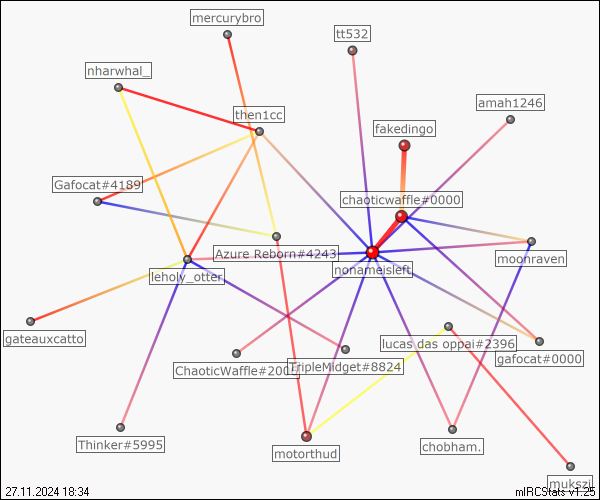 mercurybro
tt532
nharwhal_
amah1246
then1cc
fakedingo
Gafocat#4189
chaoticwaffle#0000
Azure Reborn#4243
moonraven
nonameisleft
leholy_otter
gateauxcatto
lucas das oppai#2396
gafocat#0000
TripleMidget#8824
Thinker#5995
chobham.
motorthud
mukszi
27.11.2024 18:34
mIRCStats v1.25